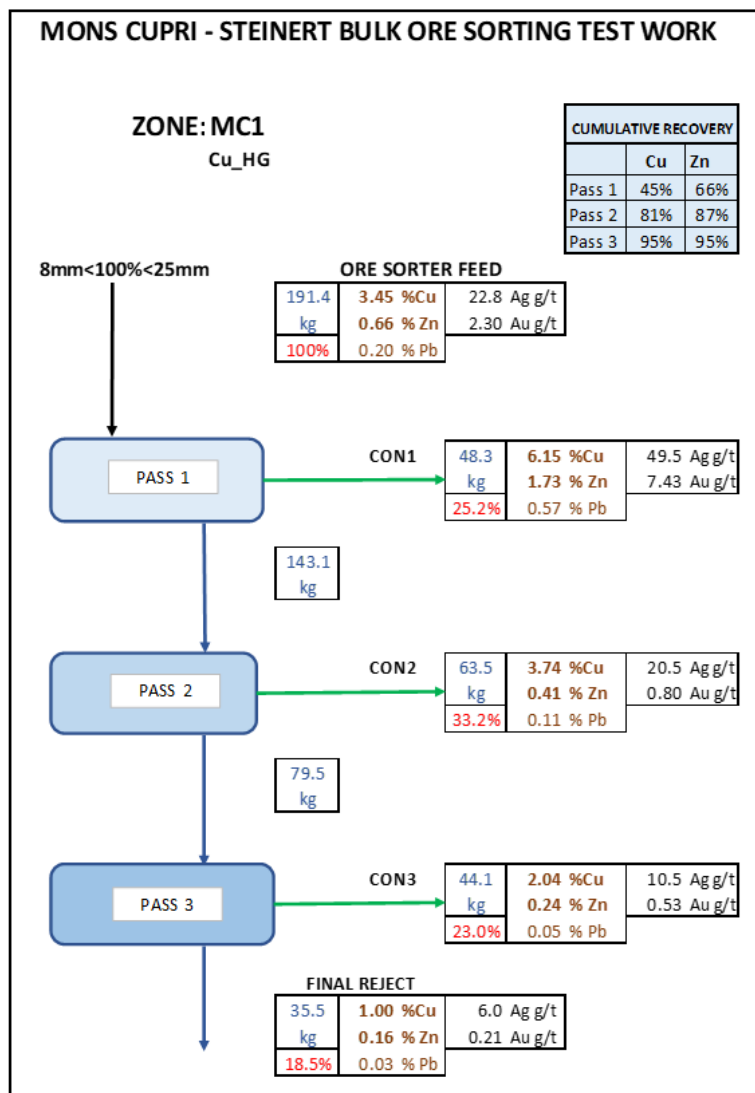 MONS CUPRI - STEINERT BULK ORE SORTING TEST WORK
ZONE: MC1
Cu_HG
CUMULATIVE RECOVERY
Cu Zn
Pass 1 45% 66%
Pass 2 81% 87%
Pass 3 95% 95%
8mm<100%<25mm
ORE SORTER FEED
191.4 3.45 %Cu 22.8 Ag g/t
kg 0.66 % Zn 2.30 Au g/t
100% 0.20 % Pb
PASS 1
CON1
48.3 6.15 %Cu 49.5 Ag g/t
kg 1.73 % Zn 7.43 Au g/t
25.2% 0.57 % Pb
143.1
kg
PASS 2
CON2
63.5 3.74 %Cu 20.5 Ag g/t
kg 0.41 % Zn 0.80 Au g/t
33.2% 0.11 % Pb
79.5
kg
PASS 3
CON3
44.1 2.04 %Cu 10.5 Ag g/t
kg 0.24 % Zn 0.53 Au g/t
23.0% 0.05 % Pb
FINAL REJECT
35.5 1.00 %Cu 6.0 Ag g/t
kg 0.16 % Zn 0.21 Au g/t
18.5% 0.03 % Pb